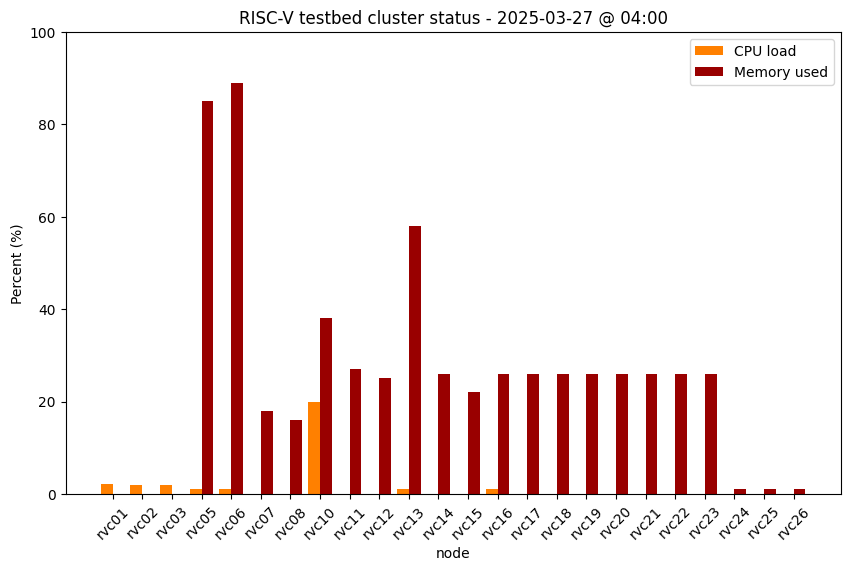 RISC-V testbed cluster status - 2025-03-27 @ 04:00
CPU load
Memory used
Percent (%)
100
80
60
40
20
0
rvc01
rvc02
rvc03
rvc05
rvc06
rvc07
rvc08
rvc10
rvc11
rvc12
rvc13
rvc14
rvc15
rvc16
rvc17
rvc18
rvc19
rvc20
rvc21
rvc22
rvc23
rvc24
rvc25
rvc26
node